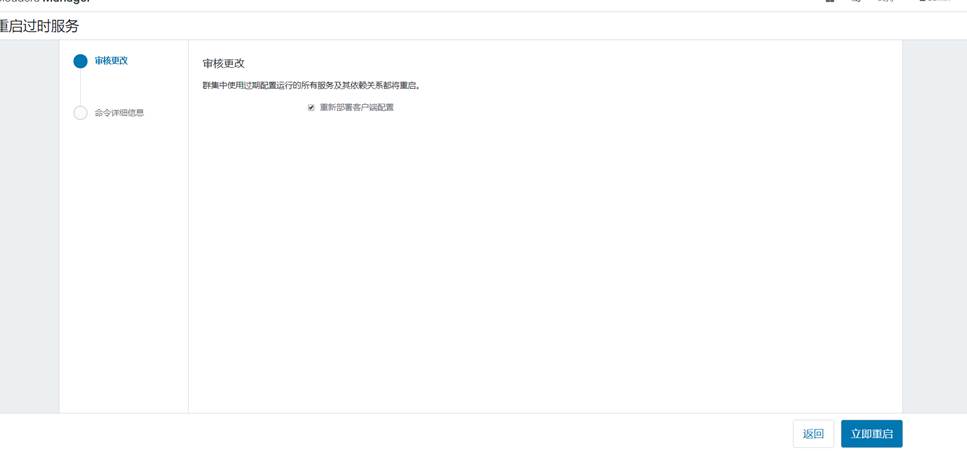 Manager
重启过时服务
审核更改
命令详细信息
审核更改
群集中使用过期配置运行的所有服务及其依赖关系都将重启。
重新部署客户端配置
返回
立即重启